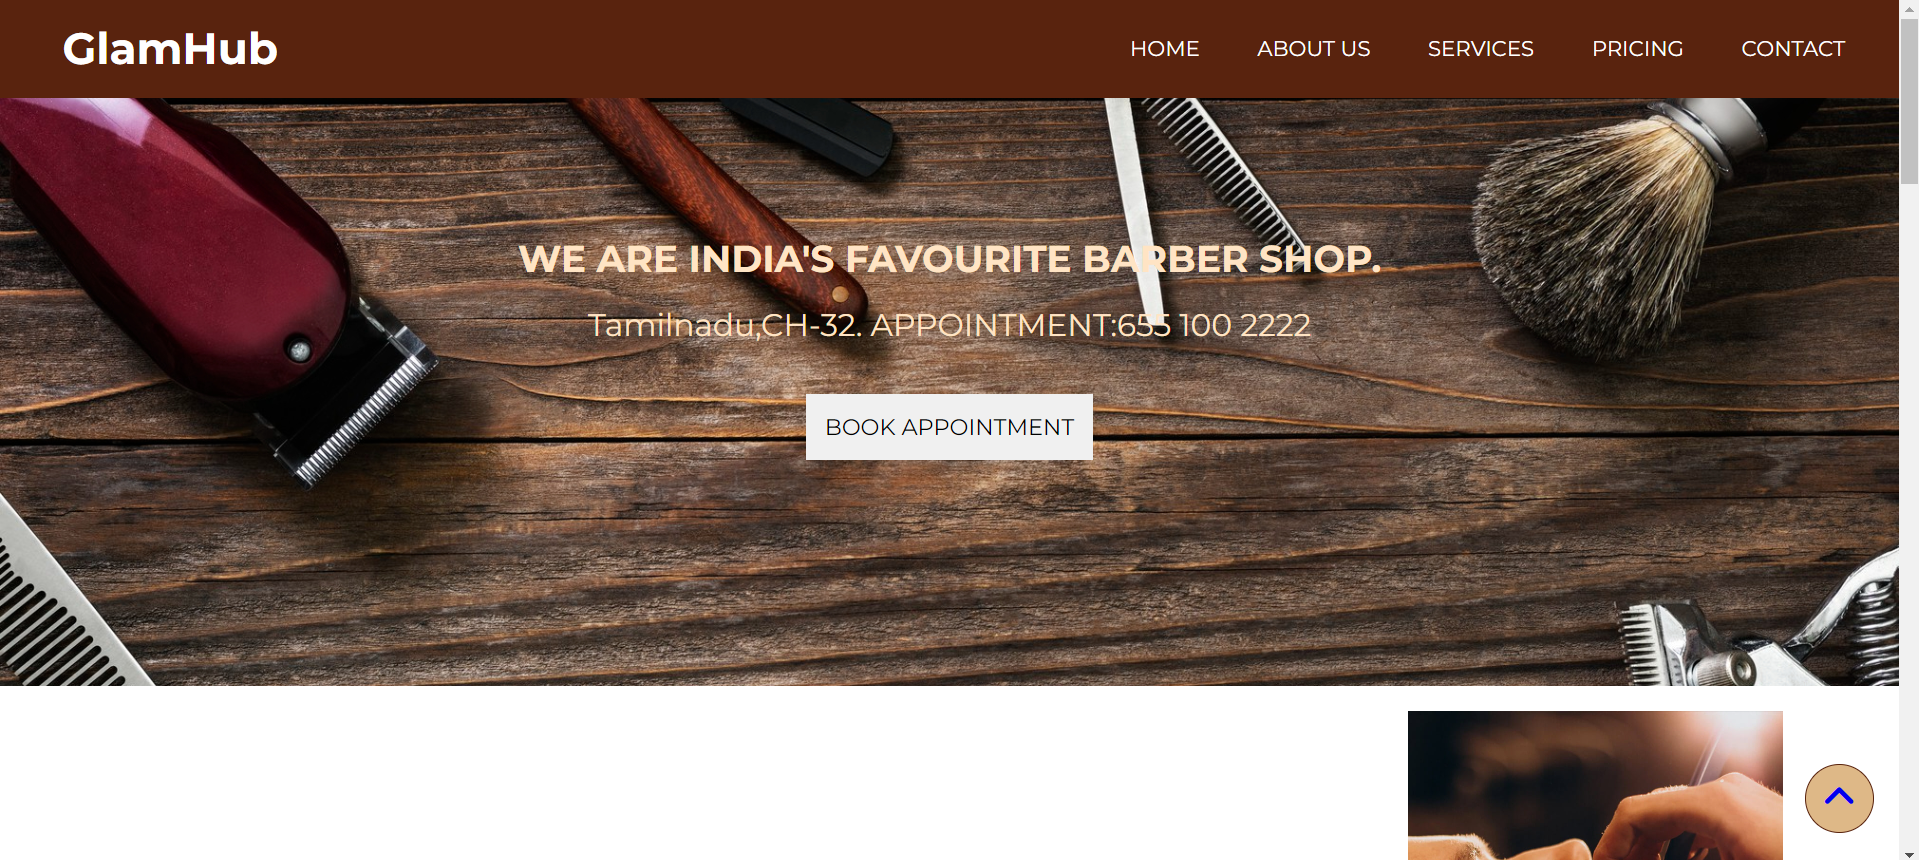 GlamHub
HOME ABOUT US SERVICES PRICING CONTACT
WE ARE INDIA'S FAVOURITE BARBER SHOP.
Tamilnadu,CH-32. APPOINTMENT:655 100 2222
BOOK APPOINTMENT